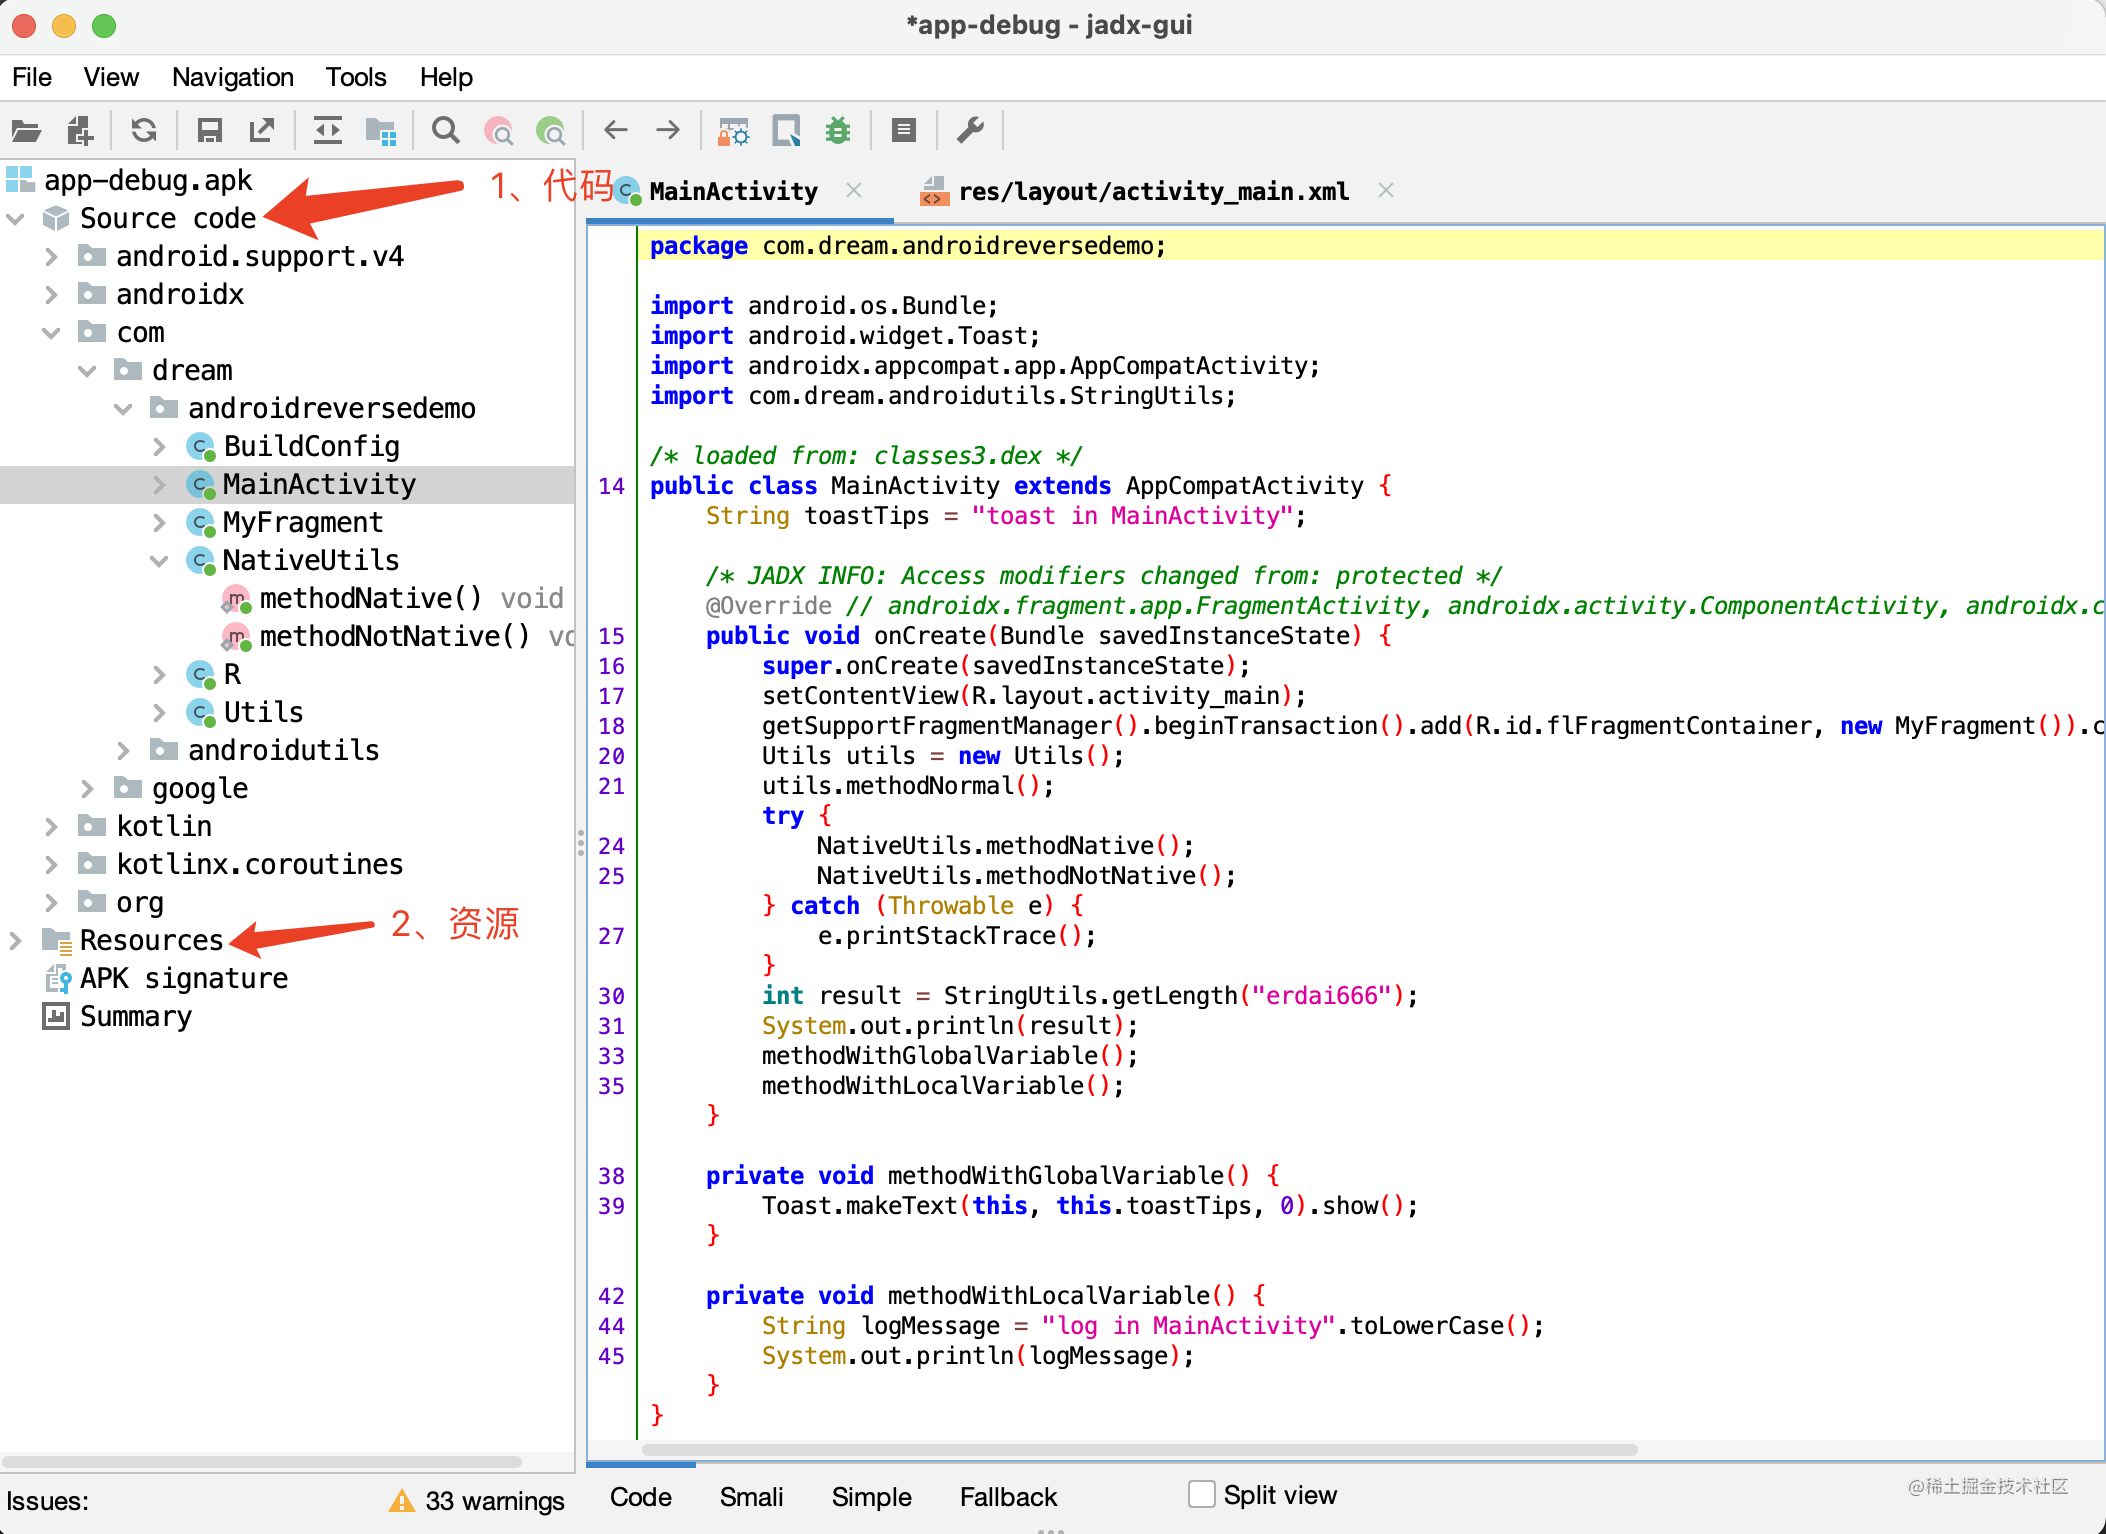 *app-debug - jadx-gui
File View Navigation Tools Help
app-debug.apk
Source code
1、代码
android.support.v4
androidx
com
dream
androidreversedemo
BuildConfig
MainActivity
MyFragment
NativeUtils
methodNative() void
methodNotNative() vo
R
Utils
androidutils
google
kotlin
kotlinx.coroutines
org
Resources
2、资源
APK signature
Summary
Issues:
33 warnings
MainActivity
res/layout/activity_main.xml
package com.dream.androidreversedemo;
import android.os.Bundle;
import android.widget.Toast;
import androidx.appcompat.app.AppCompatActivity;
import com.dream.androidutils.StringUtils;
/* loaded from: classes3.dex */
14 public class MainActivity extends AppCompatActivity {
String toastTips = "toast in MainActivity";
/* JADX INFO: Access modifiers changed from: protected */
@Override // androidx.fragment.app.FragmentActivity, androidx.activity.ComponentActivity, androidx.c
15 public void onCreate(Bundle savedInstanceState) {
16 super.onCreate(savedInstanceState);
17 setContentView(R.layout.activity_main);
18 getSupportFragmentManager().beginTransaction().add(R.id.flFragmentContainer, new MyFragment()).c
20 Utils utils = new Utils();
21 utils.methodNormal();
try {
24 NativeUtils.methodNative();
25 NativeUtils.methodNotNative();
} catch (Throwable e) {
27 e.printStackTrace();
}
30 int result = StringUtils.getLength("erdai666");
31 System.out.println(result);
33 methodWithGlobalVariable();
35 methodWithLocalVariable();
}
38 private void methodWithGlobalVariable() {
39 Toast.makeText(this, this.toastTips, 0).show();
}
42 private void methodWithLocalVariable() {
44 String logMessage = "log in MainActivity".toLowerCase();
45 System.out.println(logMessage);
}
}
Code Smali Simple Fallback Split view
@稀土掘金技术社区